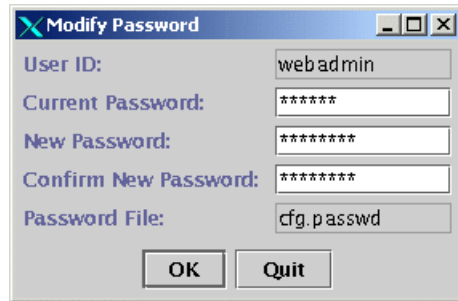 Modify Password
User ID: webadmin
Current Password: ******
New Password: ********
Confirm New Password: ********
Password File: cfg.passwd
OK Quit